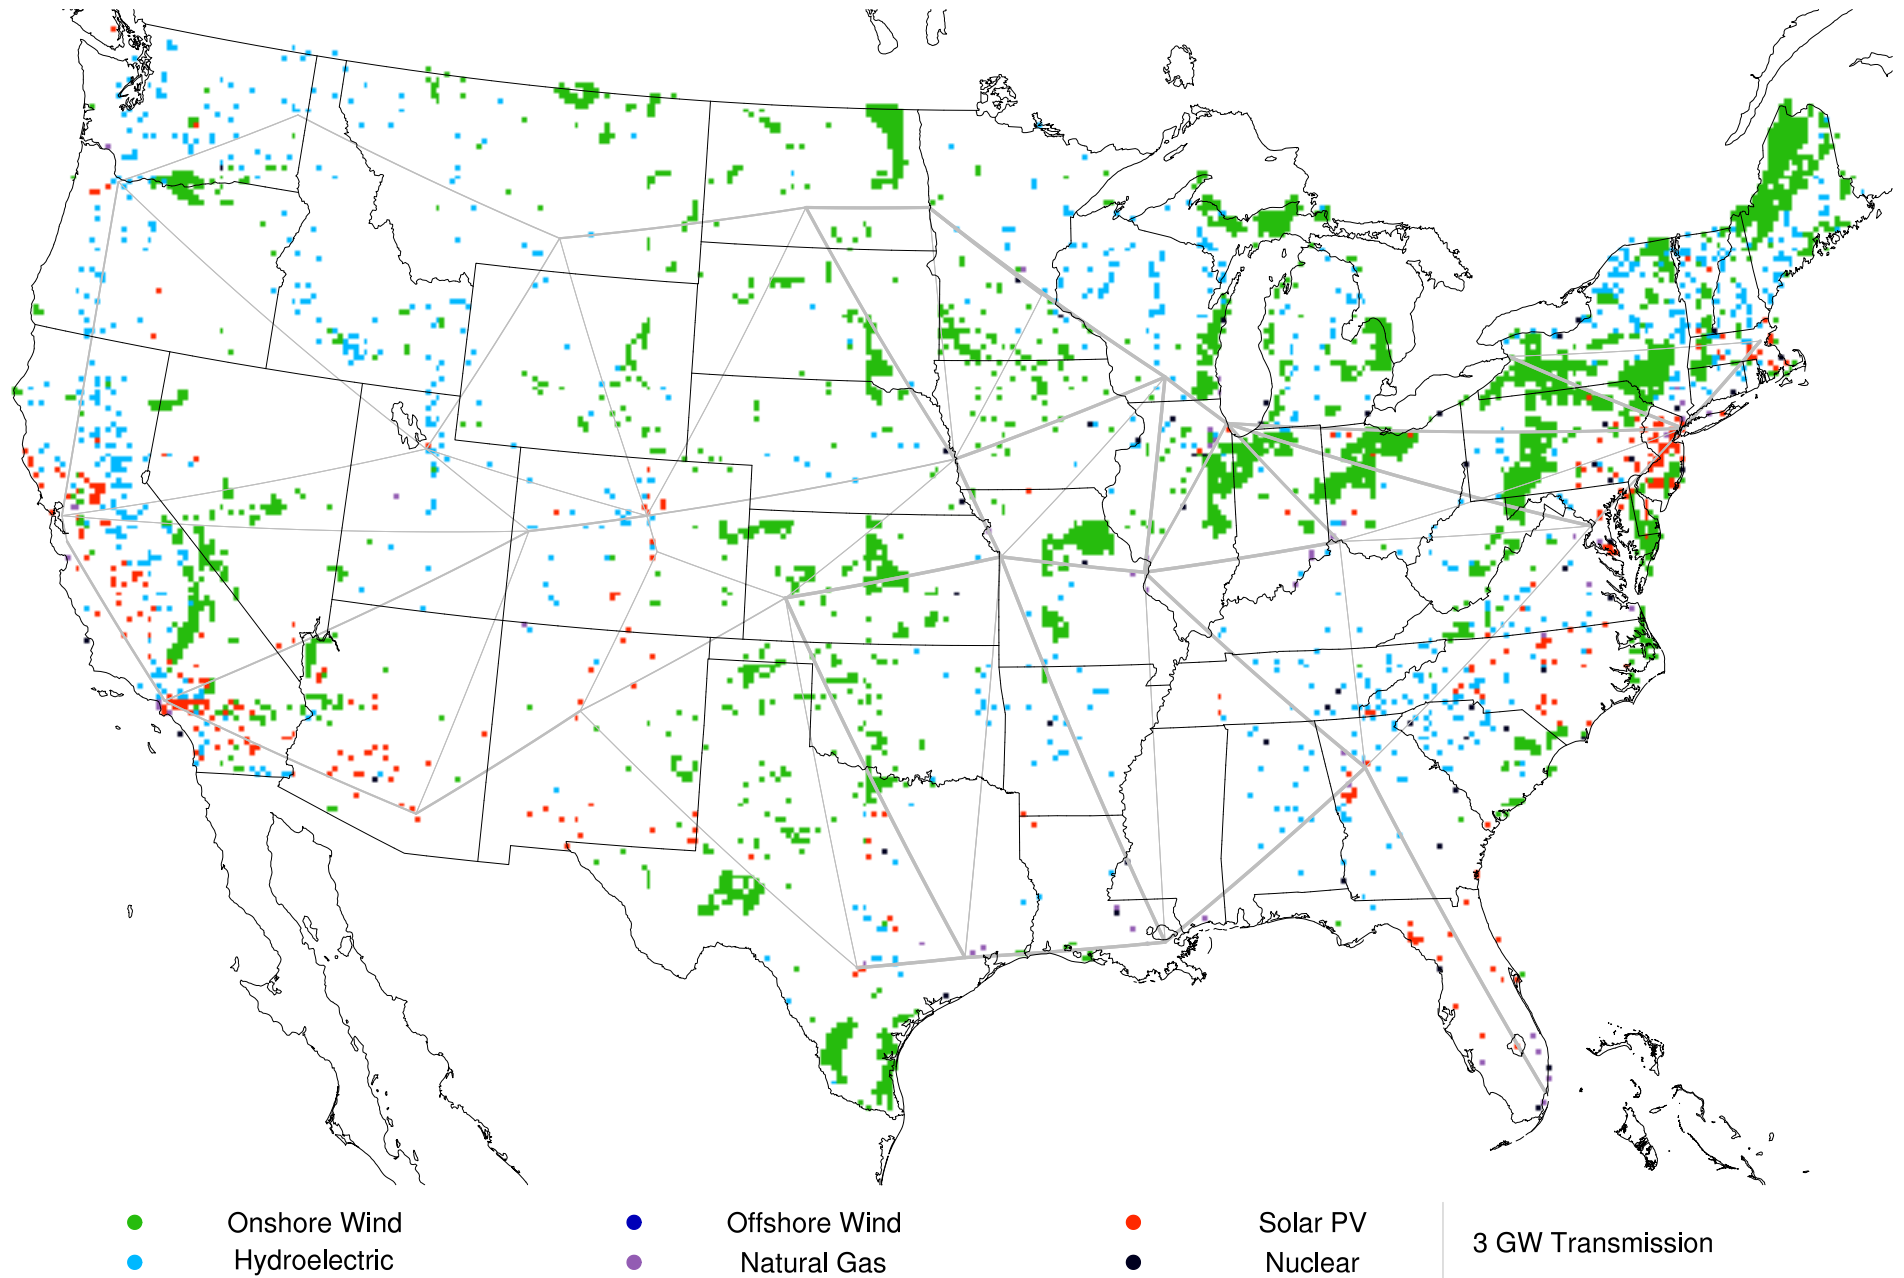 Onshore Wind Offshore Wind Solar PV
Hydroelectric Natural Gas Nuclear
3 GW Transmission